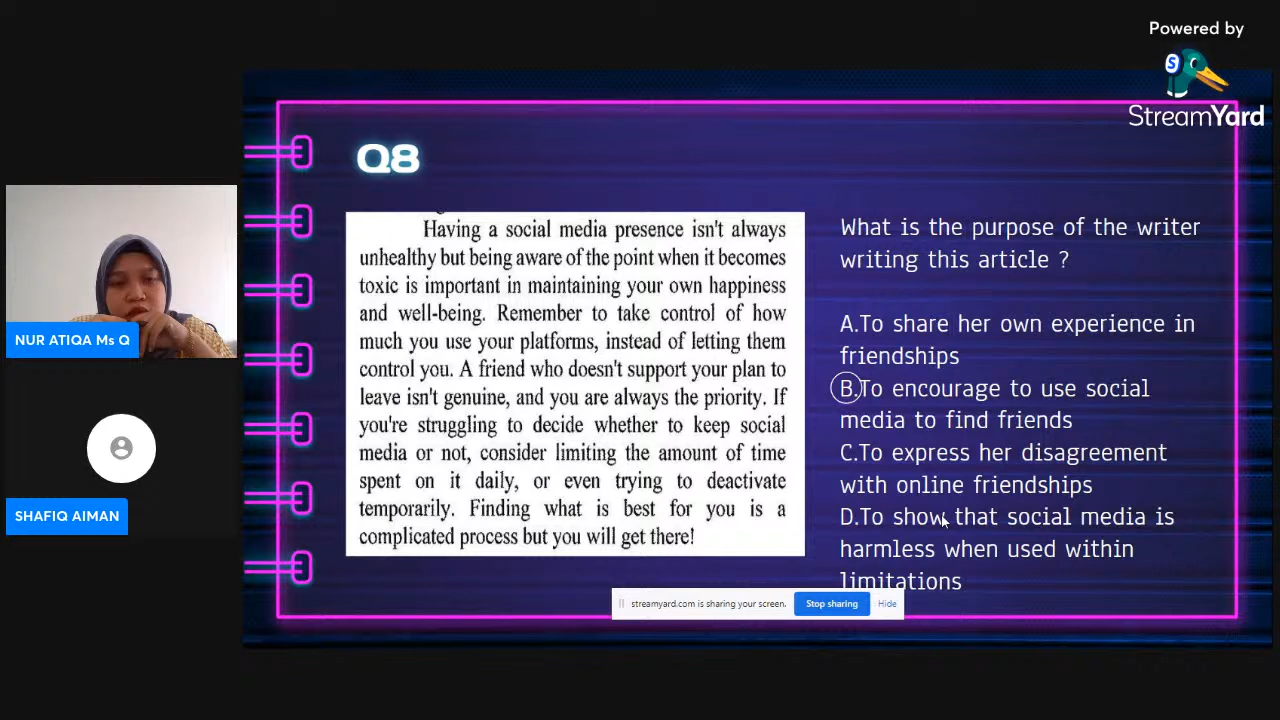 Powered by
S
StreamYard
Q8
Having a social media presence isn't always
unhealthy but being aware of the point when it becomes
toxic is important in maintaining your own happiness
and well-being. Remember to take control of how
much you use your platforms, instead of letting them
control you. A friend who doesn't support your plan to
leave isn't genuine, and you are always the priority. If
you're struggling to decide whether to keep social
media or not, consider limiting the amount of time
spent on it daily, or even trying to deactivate
temporarily. Finding what is best for you is a
complicated process but you will get there!
What is the purpose of the writer
writing this article ?
A.To share her own experience in
friendships
B.To encourage to use social
media to find friends
C.To express her disagreement
with online friendships
D.To show that social media is
harmless when used within
limitations
NUR ATIQA Ms Q
SHAFIQ AIMAN
streamyard.com is sharing your screen.
Stop sharing
Hide